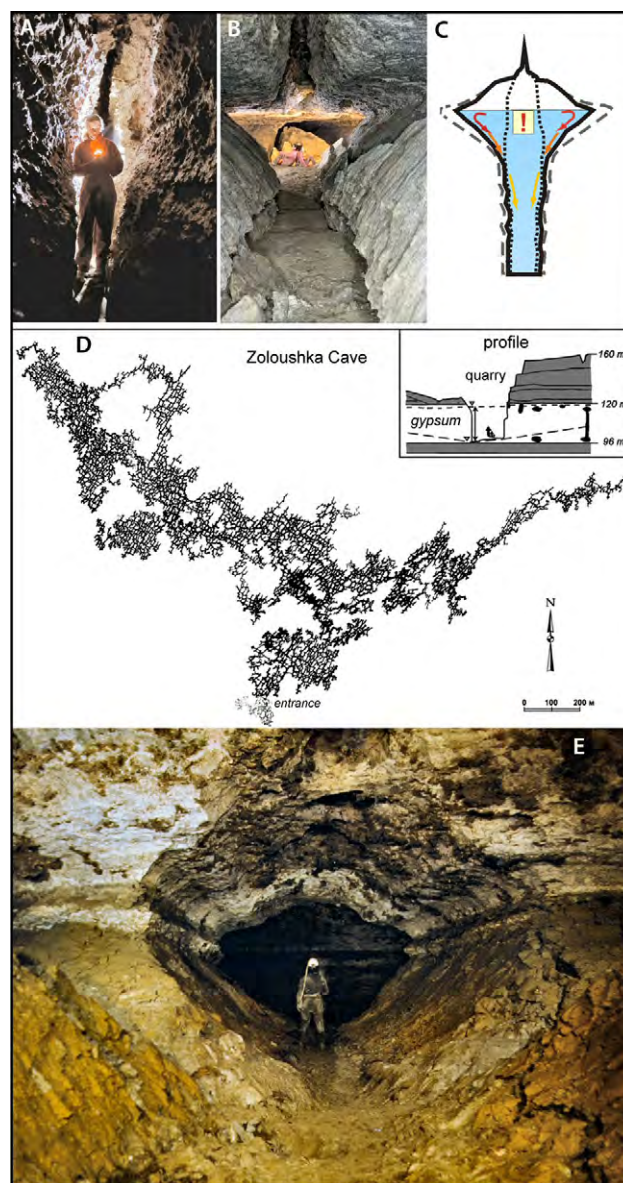 A
B
C
!
D
Zoloushka Cave
profile
quarry
160 m
120 m
gypsum
96 m
N
entrance
0 100 200 м
E